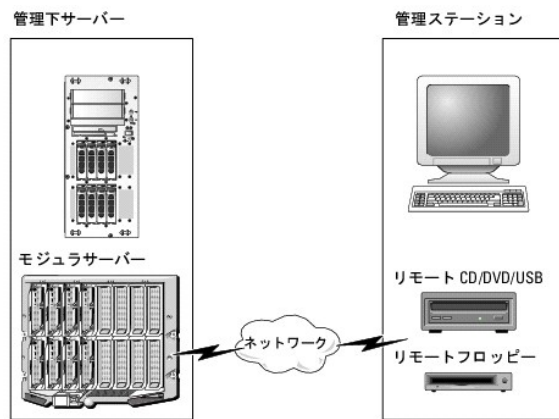 管理下サーバー
管理ステーション
モジュラサーバー
リモート CD/DVD/USB
ネットワーク
リモートフロッピー